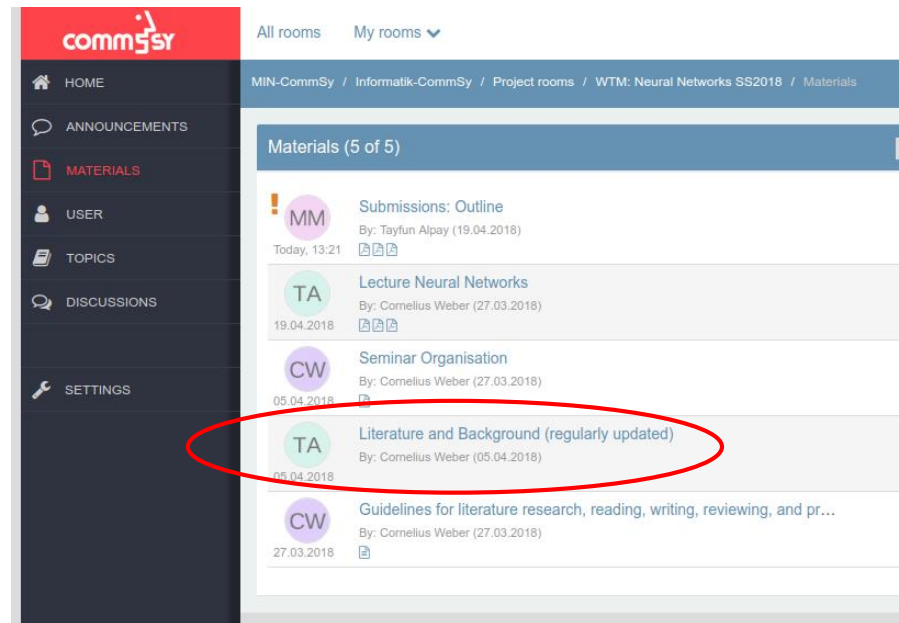 commSy
All rooms My rooms
HOME
ANNOUNCEMENTS
MATERIALS
USER
TOPICS
DISCUSSIONS
SETTINGS
MIN-CommSy / Informatik-CommSy / Project rooms / WTM: Neural Networks SS2018 / Materials
Materials (5 of 5)
! MM Submissions: Outline
By: Tayfun Alpay (19.04.2018)
Today, 13:21
TA Lecture Neural Networks
By: Cornelius Weber (27.03.2018)
19.04.2018
CW Seminar Organisation
By: Cornelius Weber (27.03.2018)
05.04.2018
TA Literature and Background (regularly updated)
By: Cornelius Weber (05.04.2018)
05.04.2018
CW Guidelines for literature research, reading, writing, reviewing, and pr…
By: Cornelius Weber (27.03.2018)
27.03.2018